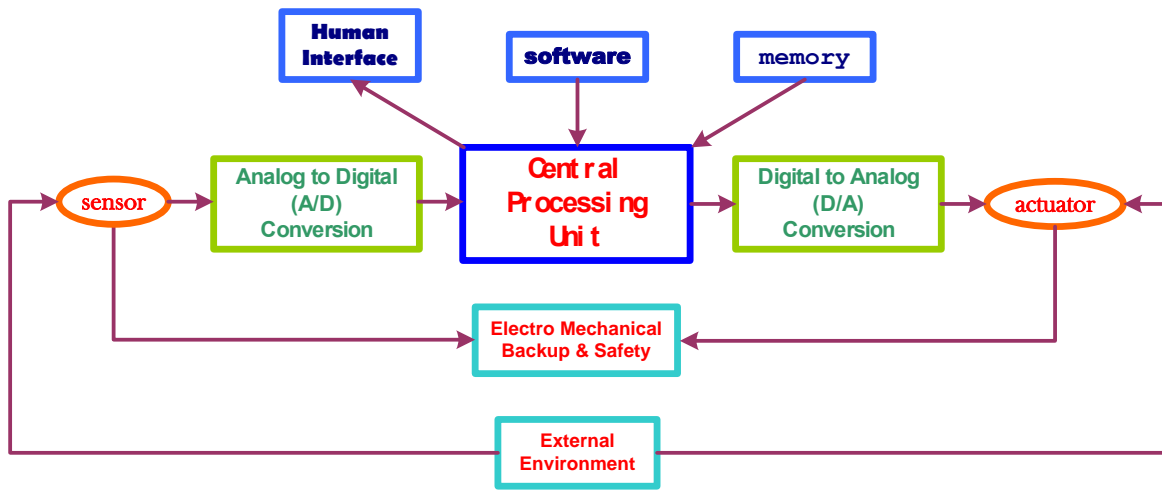 Human
Interface
software
memory
sensor
Analog to Digital
(A/D)
Conversion
Central
Processing
Unit
Digital to Analog
(D/A)
Conversion
actuator
Electro Mechanical
Backup & Safety
External
Environment